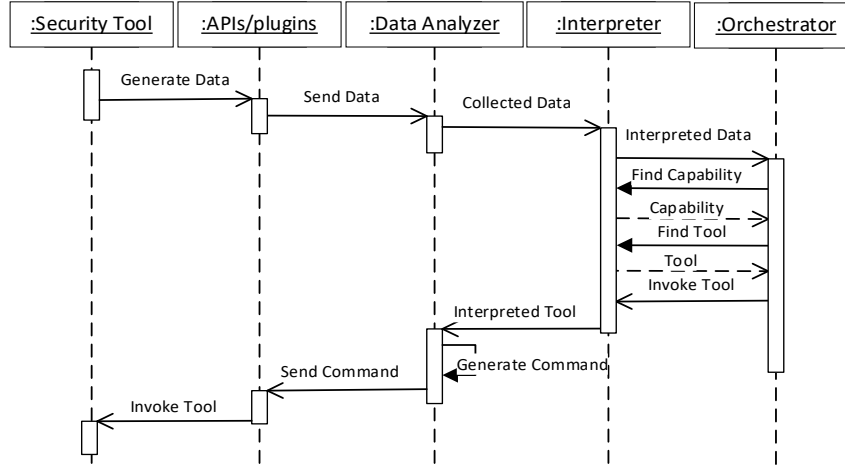 :Security Tool
:APIs/plugins
:Data Analyzer
:Interpreter
:Orchestrator
Generate Data
Send Data
Collected Data
Interpreted Data
Find Capability
Capability
Find Tool
Tool
Invoke Tool
Interpreted Tool
Generate Command
Send Command
Invoke Tool